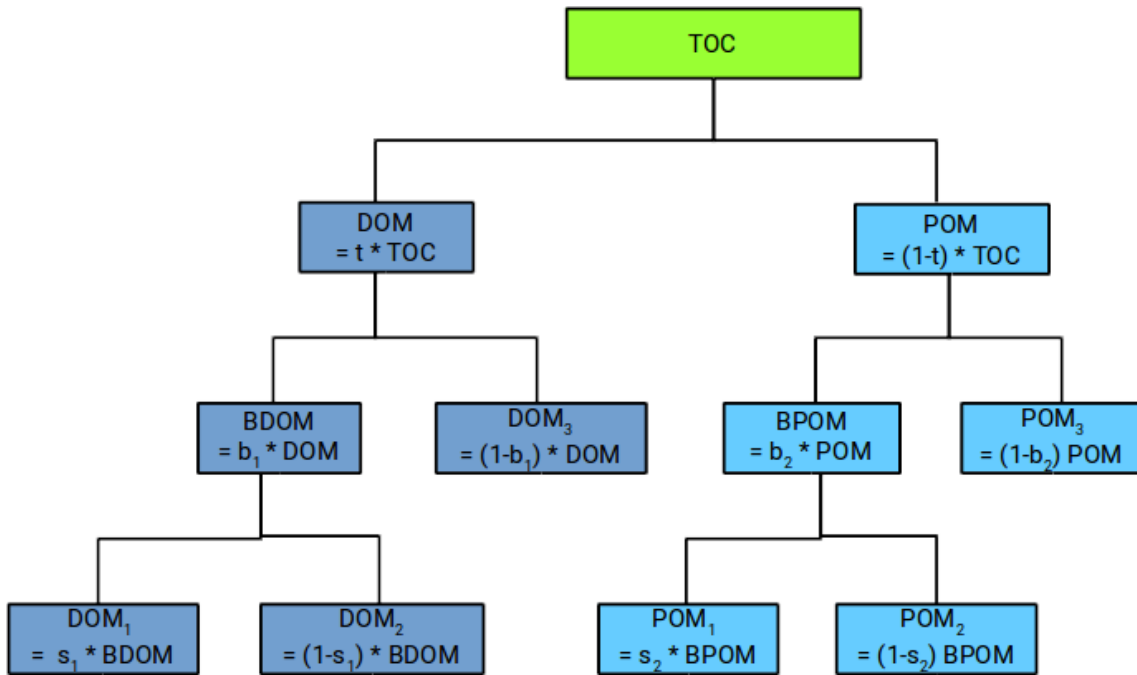 TOC
DOM
= t * TOC
POM
= (1-t) * TOC
BDOM
= b₁ * DOM
DOM₃
= (1-b₁) * DOM
BPOM
= b₂ * POM
POM₃
= (1-b₂) POM
DOM₁
= s₁ * BDOM
DOM₂
= (1-s₁) * BDOM
POM₁
= s₂ * BPOM
POM₂
= (1-s₂) BPOM